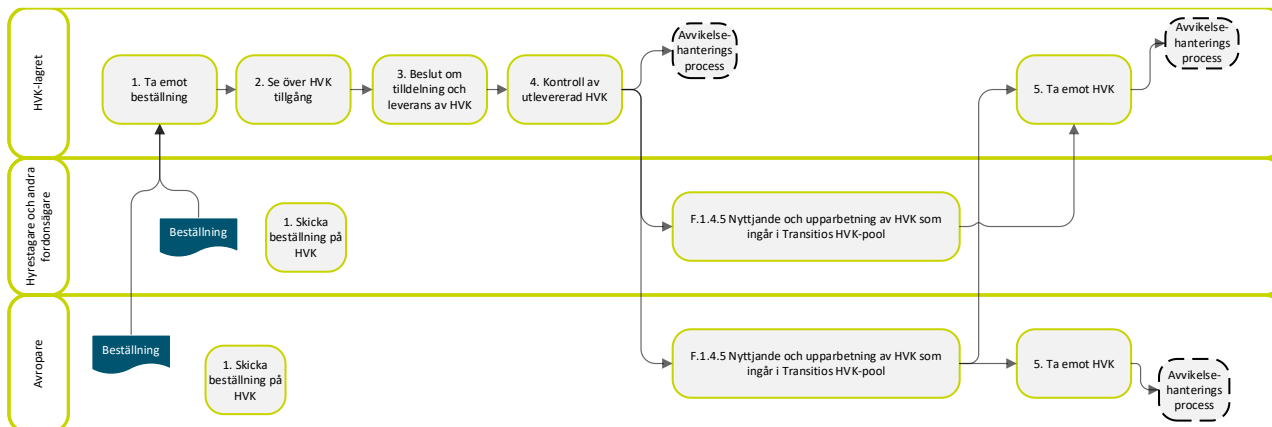 HVK-lagret
1. Ta emot
beställning
2. Se över HVK
tillgång
3. Beslut om
tilldelning och
leverans av HVK
4. Kontroll av
utlevererad HVK
Avvikelse-
hanterings
process
5. Ta emot HVK
Avvikelse-
hanterings
process
Hyrestagare och andra
fordonsägare
Beställning
1. Skicka
beställning på
HVK
F.1.4.5 Nyttjande och upparbetning av HVK som
ingår i Transitios HVK-pool
Avropare
Beställning
1. Skicka
beställning på
HVK
F.1.4.5 Nyttjande och upparbetning av HVK som
ingår i Transitios HVK-pool
5. Ta emot HVK
Avvikelse-
hanterings
process